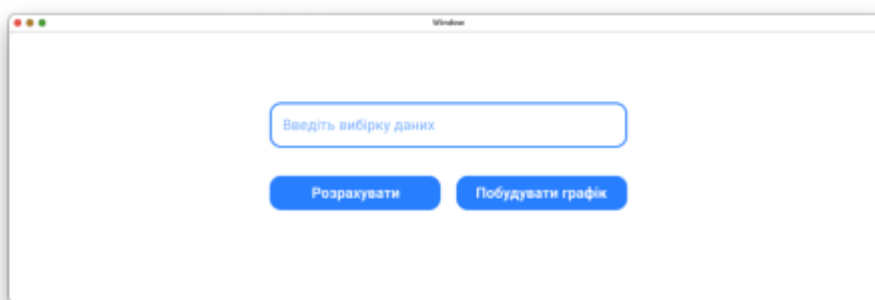 Window
Введіть вибірку даних
Розрахувати
Побудувати графік